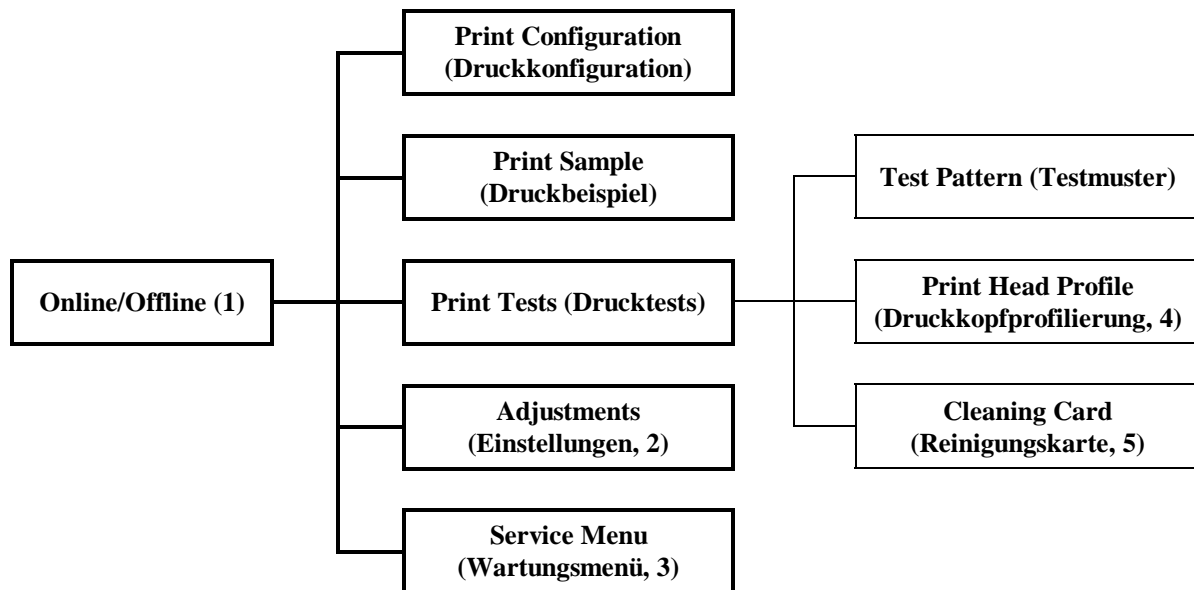 Print Configuration
(Druckkonfiguration)
Print Sample
(Druckbeispiel)
Test Pattern (Testmuster)
Online/Offline (1)
Print Tests (Drucktests)
Print Head Profile
(Druckkopfprofilierung, 4)
Adjustments
(Einstellungen, 2)
Cleaning Card
(Reinigungskarte, 5)
Service Menu
(Wartungsmenü, 3)